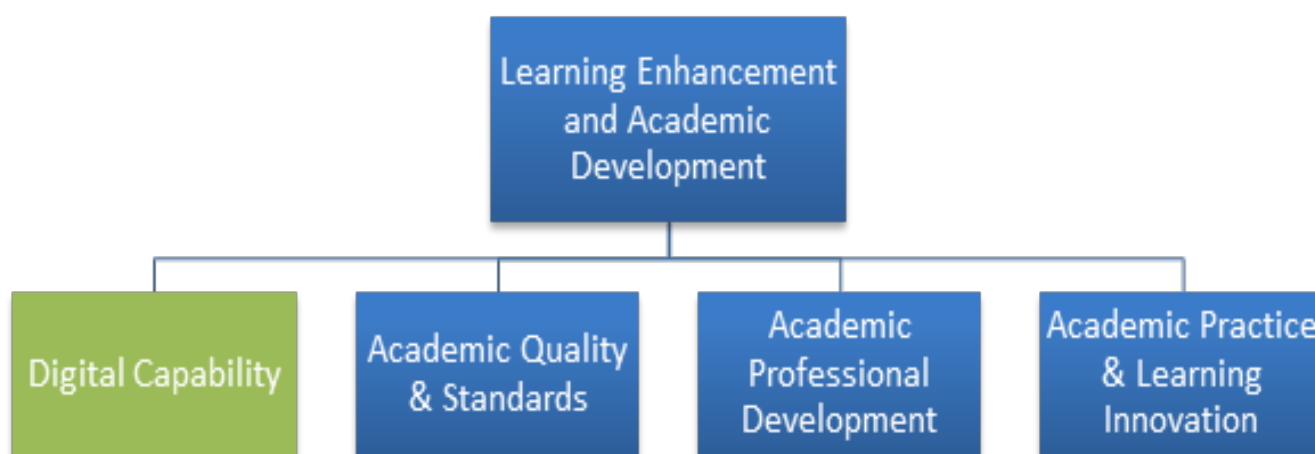 Learning Enhancement
and Academic
Development
Digital Capability
Academic Quality
& Standards
Academic
Professional
Development
Academic Practice
& Learning
Innovation